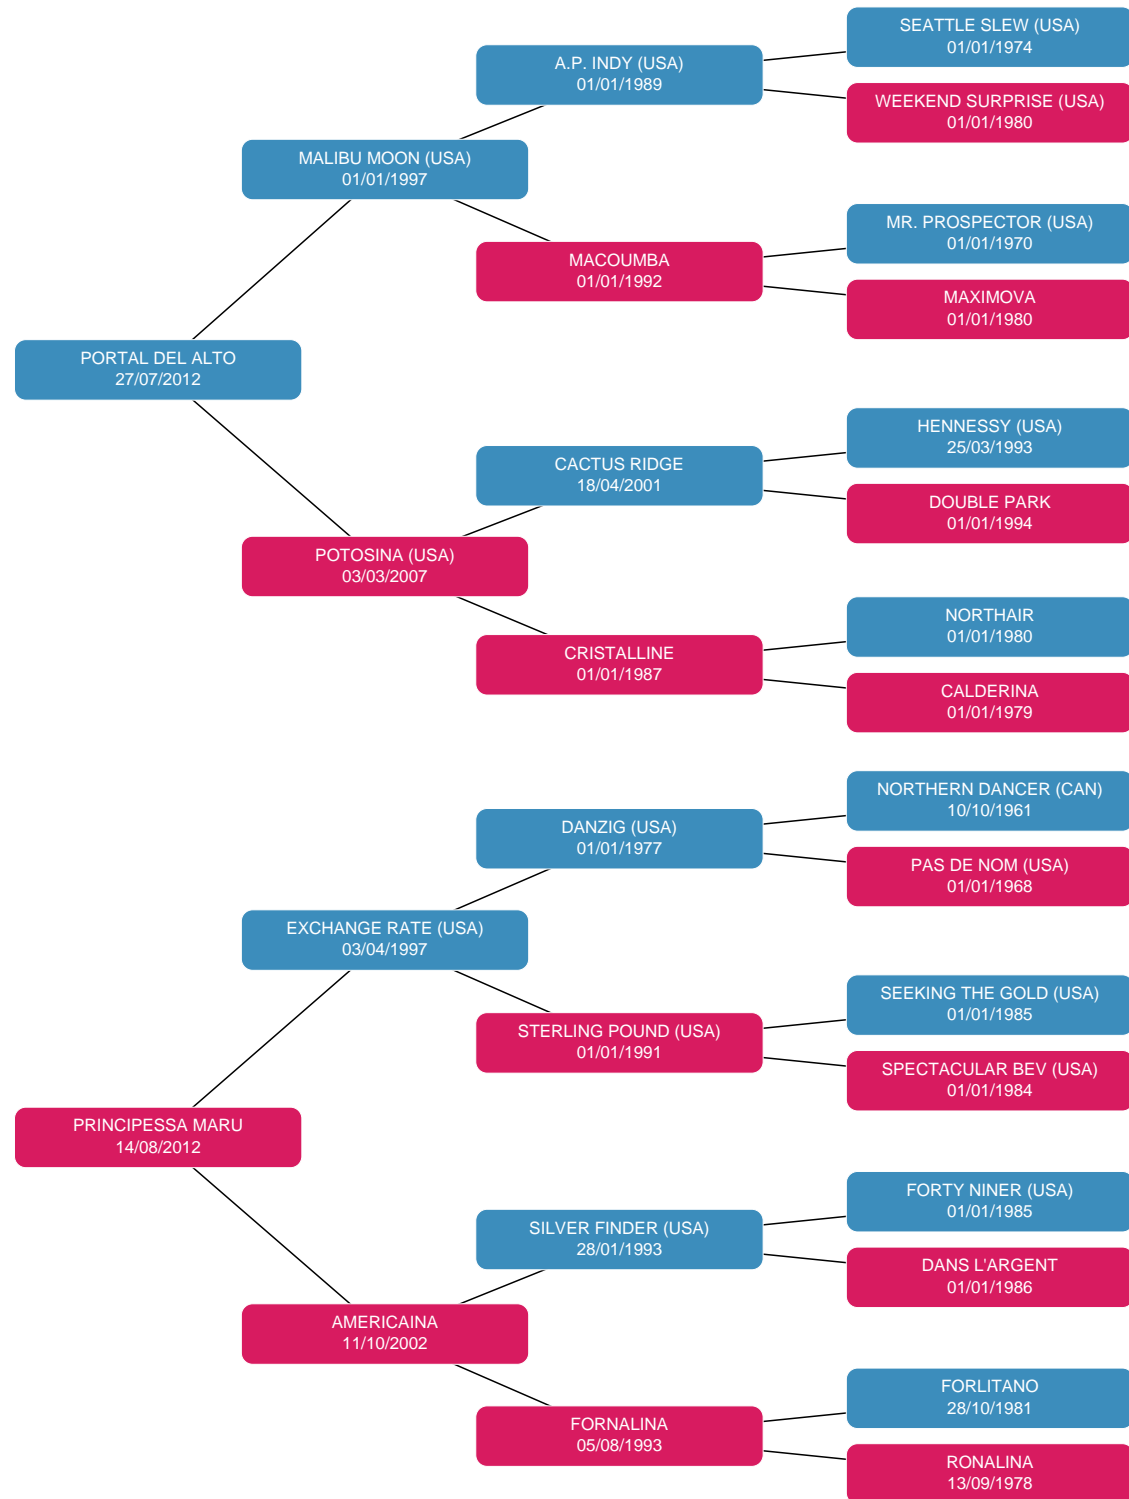 SEATTLE SLEW (USA)
01/01/1974
A.P. INDY (USA)
01/01/1989
WEEKEND SURPRISE (USA)
01/01/1980
MALIBU MOON (USA)
01/01/1997
MR. PROSPECTOR (USA)
01/01/1970
MACOUMBA
01/01/1992
MAXIMOVA
01/01/1980
PORTAL DEL ALTO
27/07/2012
HENNESSY (USA)
25/03/1993
CACTUS RIDGE
18/04/2001
DOUBLE PARK
01/01/1994
POTOSINA (USA)
03/03/2007
NORTHAIR
01/01/1980
CRISTALLINE
01/01/1987
CALDERINA
01/01/1979
NORTHERN DANCER (CAN)
10/10/1961
DANZIG (USA)
01/01/1977
PAS DE NOM (USA)
01/01/1968
EXCHANGE RATE (USA)
03/04/1997
SEEKING THE GOLD (USA)
01/01/1985
STERLING POUND (USA)
01/01/1991
SPECTACULAR BEV (USA)
01/01/1984
PRINCIPESSA MARU
14/08/2012
FORTY NINER (USA)
01/01/1985
SILVER FINDER (USA)
28/01/1993
DANS L'ARGENT
01/01/1986
AMERICAINA
11/10/2002
FORLITANO
28/10/1981
FORNALINA
05/08/1993
RONALINA
13/09/1978